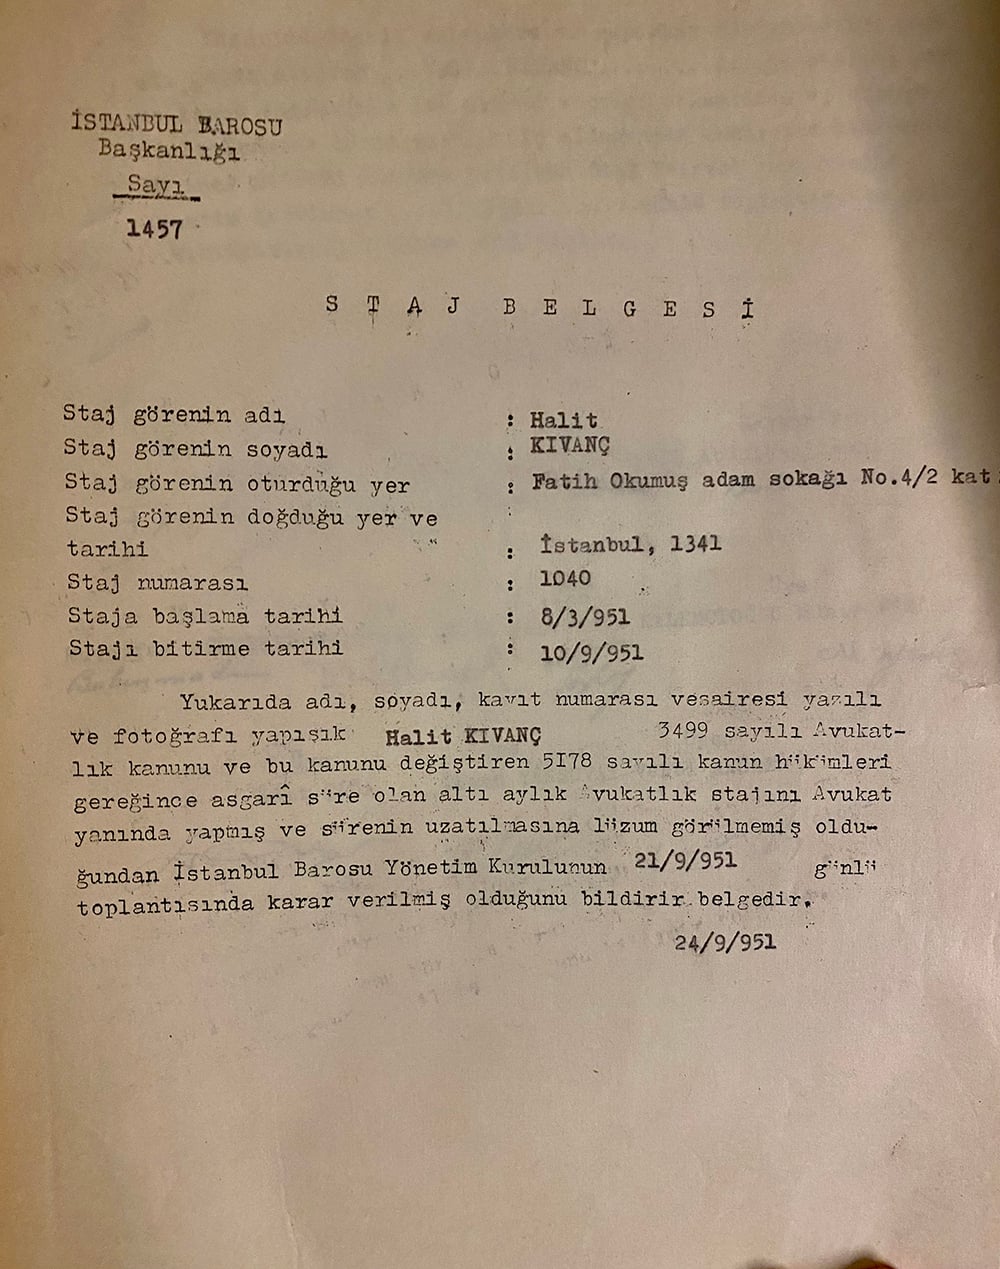 İSTANBUL BAROSU
Başkanlığı
Sayı
1457
STAJ BELGESİ
Staj görenin adı : Halit
Staj görenin soyadı : KIVANÇ
Staj görenin oturduğu yer : Fatih Okumuş adam sokağı No.4/2 kat
Staj görenin doğduğu yer ve
tarihi : İstanbul, 1341
Staj numarası : 1040
Staja başlama tarihi : 8/3/951
Stajı bitirme tarihi : 10/9/951
Yukarıda adı, soyadı, kayıt numarası vesairesi yazılı
ve fotoğrafı yapışık Halit KIVANÇ 3499 sayılı Avukat-
lık kanunu ve bu kanunu değiştiren 5178 sayılı kanun hükümleri
gereğince asgarî süre olan altı aylık Avukatlık stajını Avukat
yanında yapmış ve sürenin uzatılmasına lüzum görülmemiş oldu-
ğundan İstanbul Barosu Yönetim Kurulunun 21/9/951 günlü
toplantısında karar verilmiş olduğunu bildirir belgedir.
24/9/951